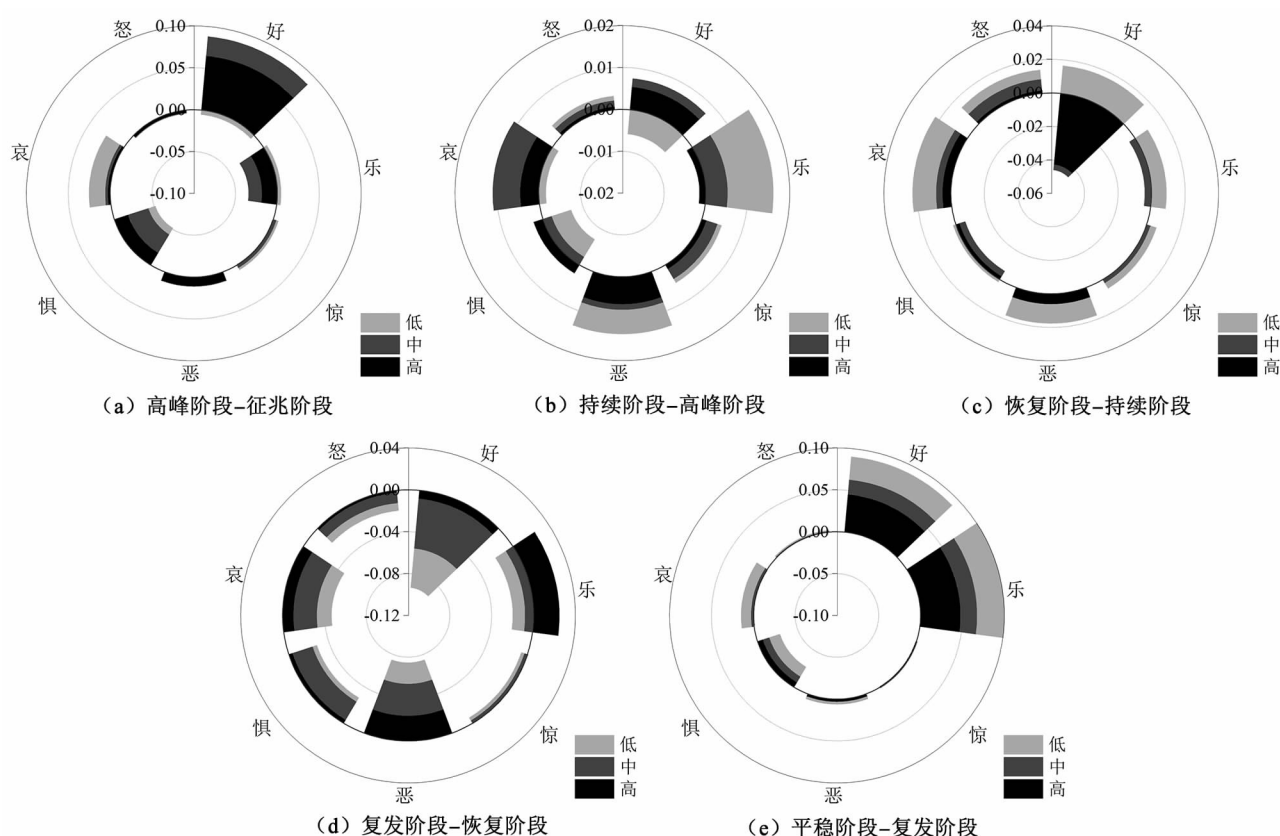 0.10
怒
好
0.05
0.00
哀
-0.05
乐
-0.10
惧
惊
恶
低
中
高
(a) 高峰阶段-征兆阶段
0.02
怒
好
0.01
0.00
哀
-0.01
乐
-0.02
惧
惊
恶
低
中
高
(b) 持续阶段-高峰阶段
0.04
怒
好
0.02
0.00
哀
-0.02
乐
-0.04
-0.06
惧
惊
恶
低
中
高
(c) 恢复阶段-持续阶段
0.04
怒
好
0.00
-0.04
哀
-0.08
乐
-0.12
惧
惊
恶
低
中
高
(d) 复发阶段-恢复阶段
0.10
怒
好
0.05
0.00
哀
-0.05
乐
-0.10
惧
惊
恶
低
中
高
(e) 平稳阶段-复发阶段